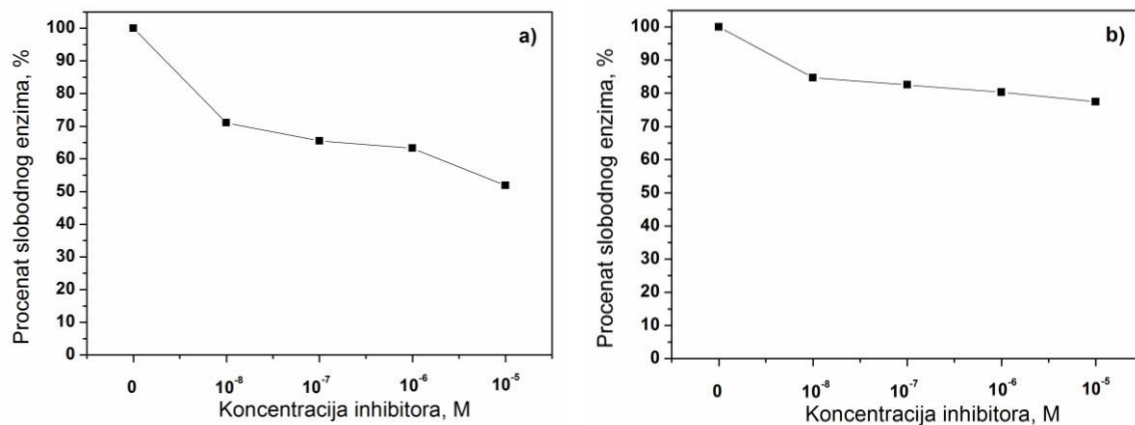 a)
Procenat slobodnog enzima, %
100
90
80
70
60
50
40
30
20
10
0
0 10⁻⁸ 10⁻⁷ 10⁻⁶ 10⁻⁵
Koncentracija inhibitora, M
b)
Procenat slobodnog enzima, %
100
90
80
70
60
50
40
30
20
10
0
0 10⁻⁸ 10⁻⁷ 10⁻⁶ 10⁻⁵
Koncentracija inhibitora, M